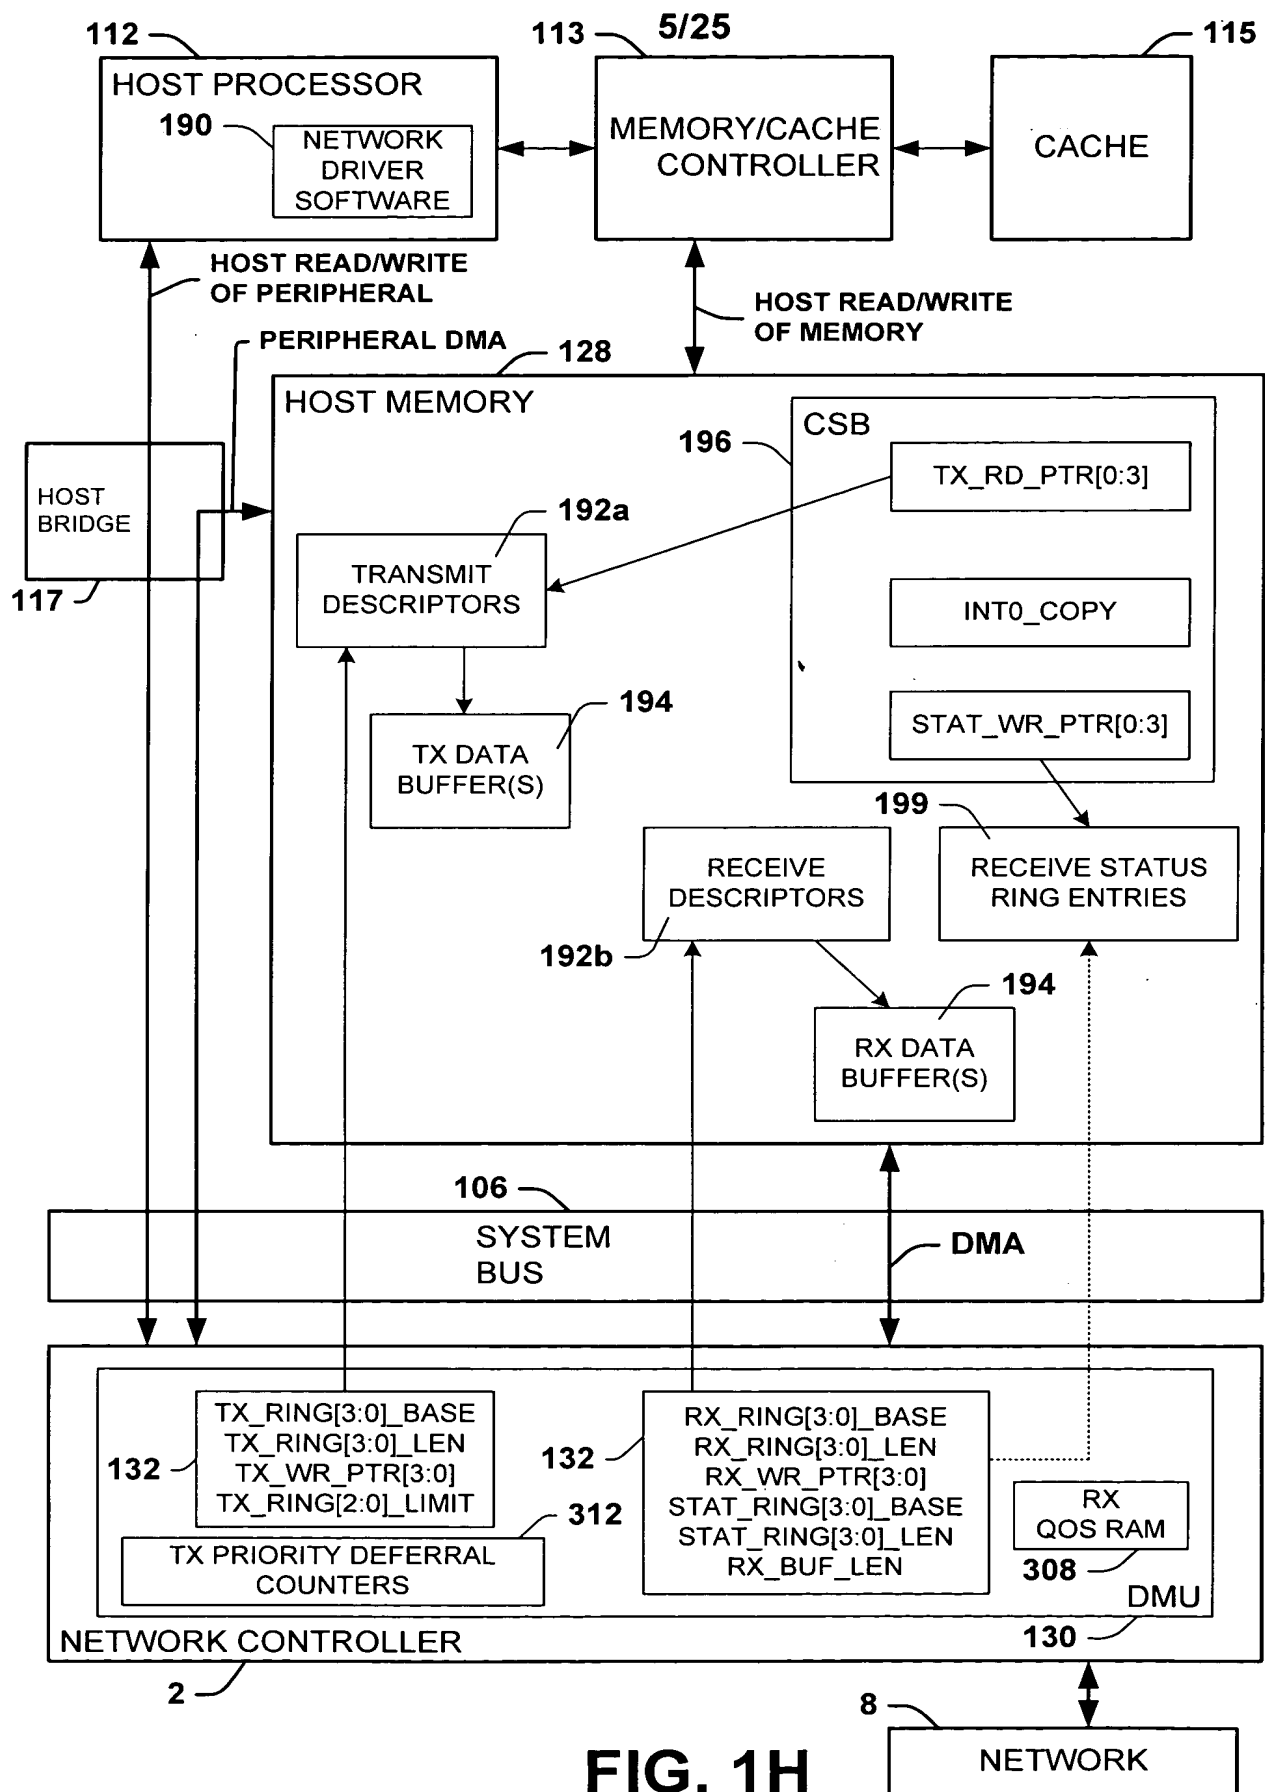 5/25
112
113
115
HOST PROCESSOR
190
NETWORK
DRIVER
SOFTWARE
MEMORY/CACHE
CONTROLLER
CACHE
HOST READ/WRITE
OF PERIPHERAL
HOST READ/WRITE
OF MEMORY
PERIPHERAL DMA
128
HOST MEMORY
CSB
196
TX_RD_PTR[0:3]
HOST
BRIDGE
117
192a
TRANSMIT
DESCRIPTORS
INT0_COPY
194
TX DATA
BUFFER(S)
STAT_WR_PTR[0:3]
199
RECEIVE
DESCRIPTORS
192b
RECEIVE STATUS
RING ENTRIES
194
RX DATA
BUFFER(S)
106
SYSTEM
BUS
DMA
TX_RING[3:0]_BASE
TX_RING[3:0]_LEN
TX_WR_PTR[3:0]
TX_RING[2:0]_LIMIT
132
312
TX PRIORITY DEFERRAL
COUNTERS
132
RX_RING[3:0]_BASE
RX_RING[3:0]_LEN
RX_WR_PTR[3:0]
STAT_RING[3:0]_BASE
STAT_RING[3:0]_LEN
RX_BUF_LEN
RX
QOS RAM
308
DMU
130
NETWORK CONTROLLER
2
8
NETWORK
FIG. 1H